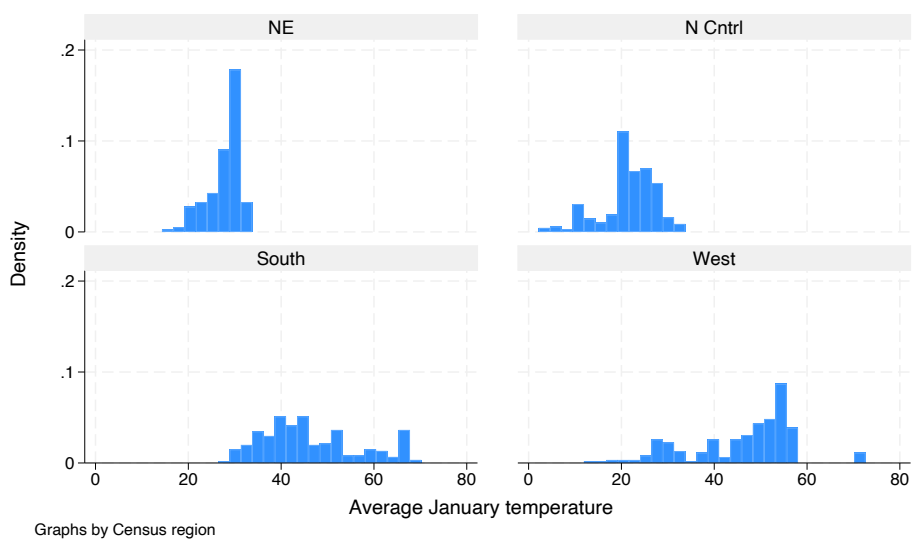 NE
N Cntrl
.2
.1
0
South
West
.2
.1
0
0 20 40 60 80
0 20 40 60 80
Density
Average January temperature
Graphs by Census region